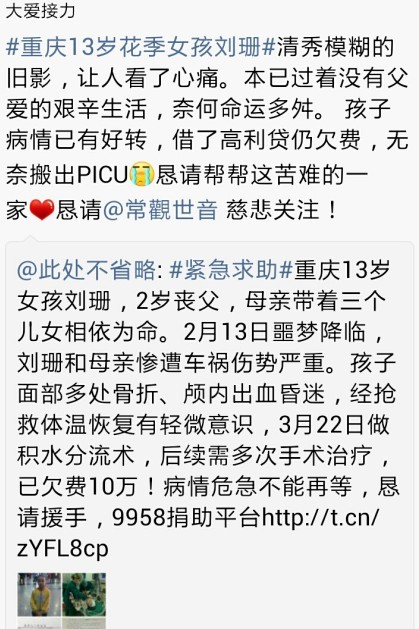 大爱接力
#重庆13岁花季女孩刘珊#清秀模糊的
旧影，让人看了心痛。本已过着没有父
爱的艰辛生活，奈何命运多舛。 孩子
病情已有好转，借了高利贷仍欠费，无
奈搬出PICU😭恳请帮帮这苦难的一
家❤恳请@常觀世音 慈悲关注！
@此处不省略: #紧急求助#重庆13岁
女孩刘珊，2岁丧父，母亲带着三个
儿女相依为命。2月13日噩梦降临，
刘珊和母亲惨遭车祸伤势严重。孩子
面部多处骨折、颅内出血昏迷，经抢
救体温恢复有轻微意识，3月22日做
积水分流术，后续需多次手术治疗，
已欠费10万！病情危急不能再等，恳
请援手，9958捐助平台http://t.cn/
zYFL8cp